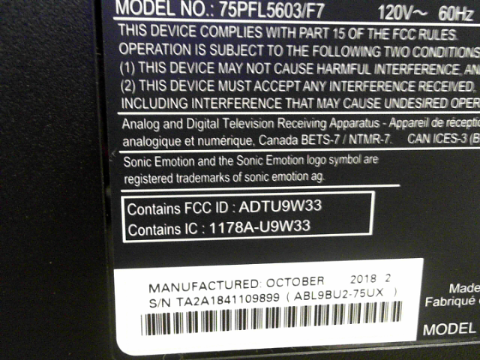 MODEL NO.: 75PFL5603/F7 120V~ 60Hz
THIS DEVICE COMPLIES WITH PART 15 OF THE FCC RULES.
OPERATION IS SUBJECT TO THE FOLLOWING TWO CONDITIONS
(1) THIS DEVICE MAY NOT CAUSE HARMFUL INTERFERENCE, AND
(2) THIS DEVICE MUST ACCEPT ANY INTERFERENCE RECEIVED,
INCLUDING INTERFERENCE THAT MAY CAUSE UNDESIRED OPER
Analog and Digital Television Receiving Apparatus - Appareil de récepti
analogique et numérique, Canada BETS-7 / NTMR-7. CAN ICES-3 (B
Sonic Emotion and the Sonic Emotion logo symbol are
registered trademarks of sonic emotion ag.
Contains FCC ID : ADTU9W33
Contains IC : 1178A-U9W33
MANUFACTURED: OCTOBER 2018 2
S/N TA2A1841109899 ( ABL9BU2-75UX )
Made
Fabriqué
MODEL